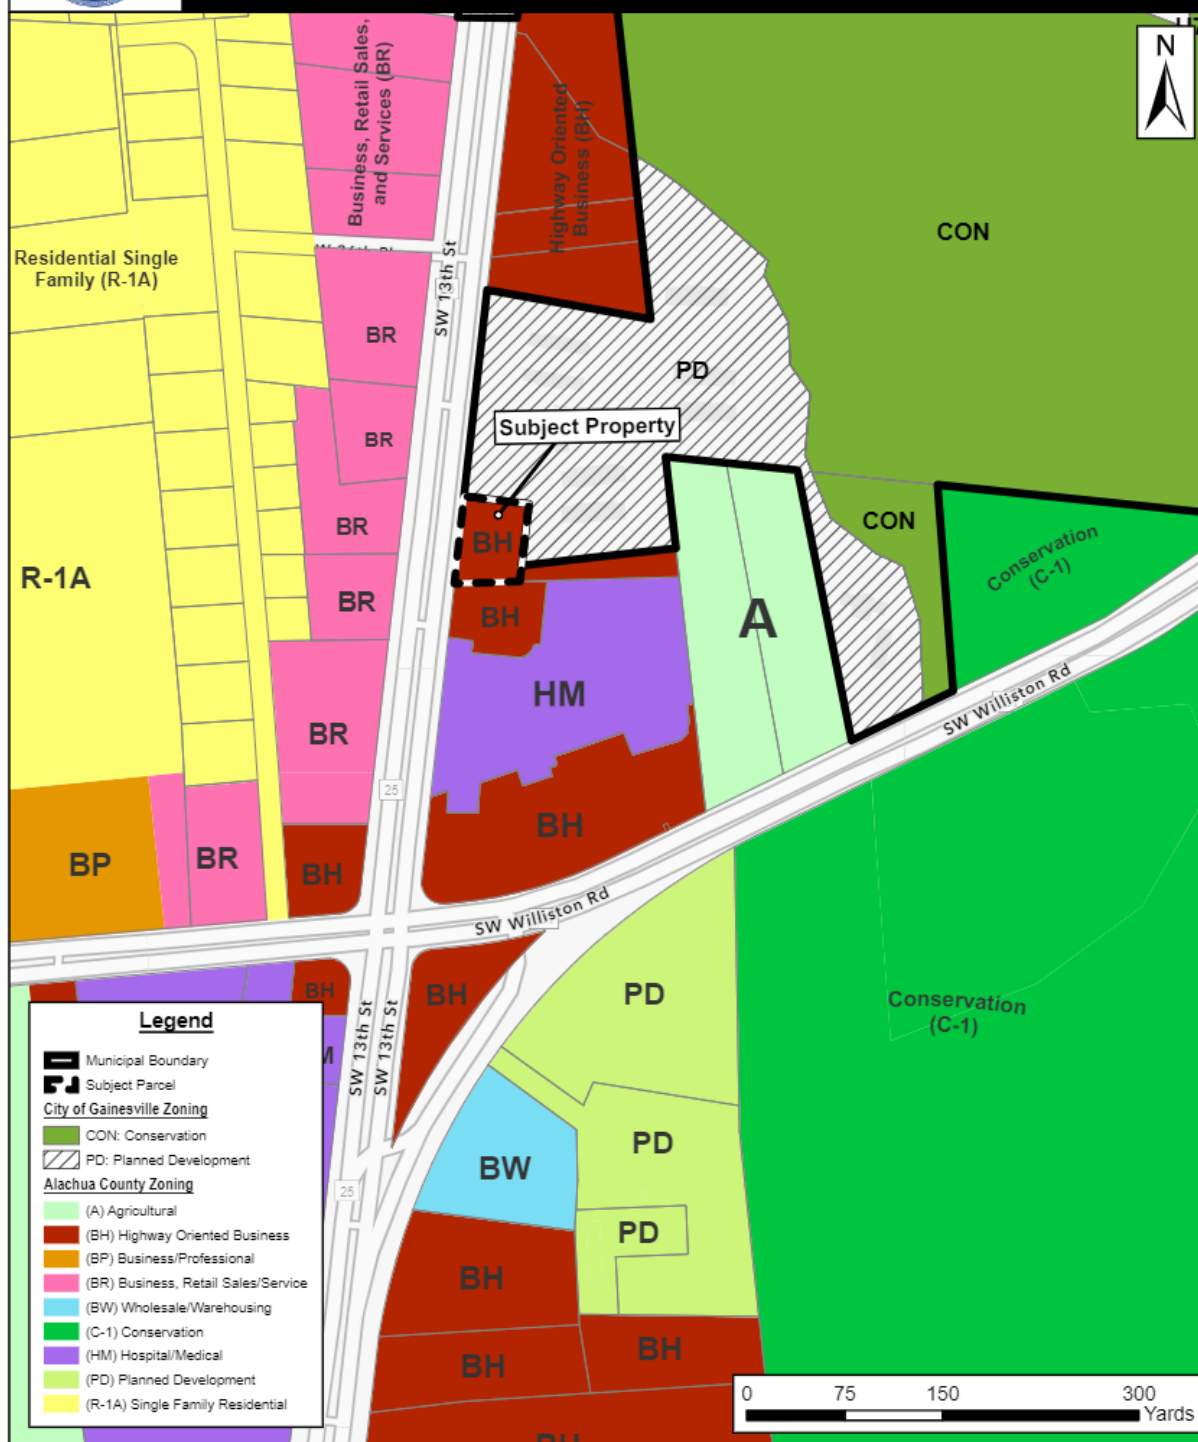 N
Business, Retail Sales,
and Services (BR)
Highway Oriented
Business (BH)
CON
Residential Single
Family (R-1A)
SW 13th St
BR
PD
BR
Subject Property
BR
BH
CON
Conservation
(C-1)
R-1A
BR
BH
A
HM
SW Williston Rd
BR
25
BH
BP
BR
BH
SW Williston Rd
BH
BH
PD
Conservation
(C-1)
SW 13th St
SW 13th St
PD
BW
25
PD
BH
BH
BH
BH
Legend
Municipal Boundary
Subject Parcel
City of Gainesville Zoning
CON: Conservation
PD: Planned Development
Alachua County Zoning
(A) Agricultural
(BH) Highway Oriented Business
(BP) Business/Professional
(BR) Business, Retail Sales/Service
(BW) Wholesale/Warehousing
(C-1) Conservation
(HM) Hospital/Medical
(PD) Planned Development
(R-1A) Single Family Residential
0 75 150 300
Yards